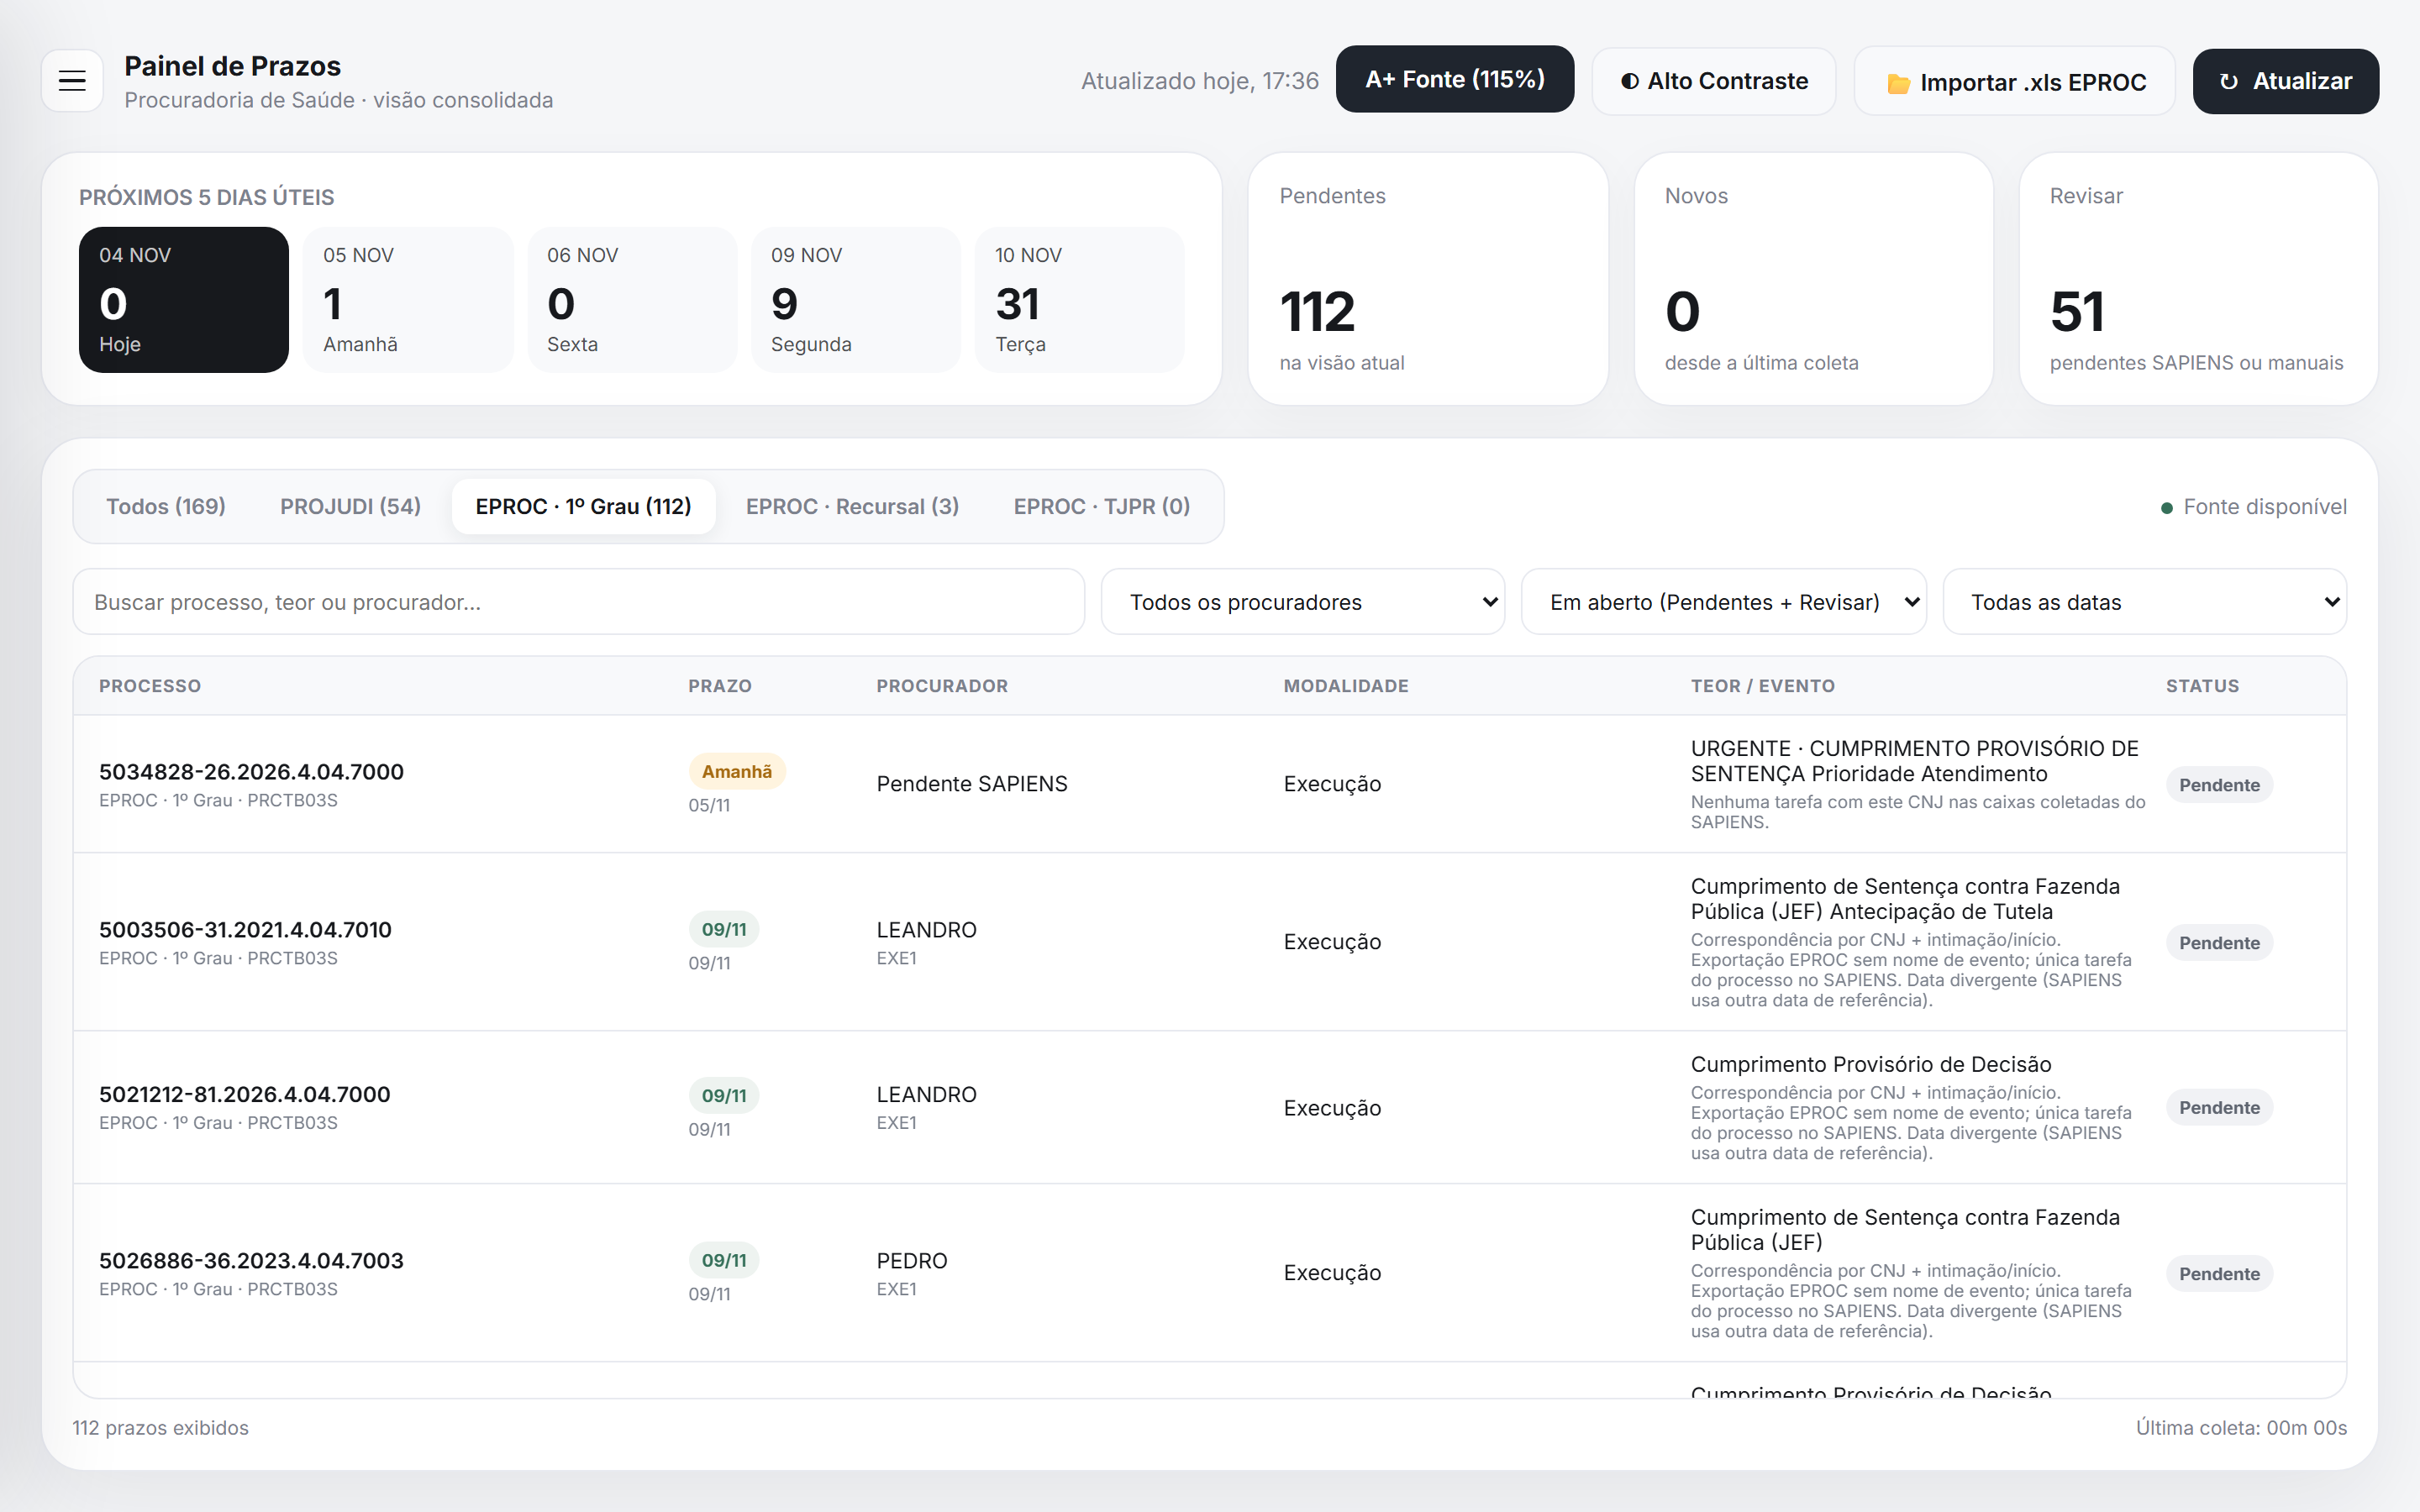 Painel de Prazos
Procuradoria de Saúde · visão consolidada
Atualizado hoje, 17:36
A+ Fonte (115%)
◐ Alto Contraste
📂 Importar .xls EPROC
↻ Atualizar
PRÓXIMOS 5 DIAS ÚTEIS
04 NOV
0
Hoje
05 NOV
1
Amanhã
06 NOV
0
Sexta
09 NOV
9
Segunda
10 NOV
31
Terça
Pendentes
112
na visão atual
Novos
0
desde a última coleta
Revisar
51
pendentes SAPIENS ou manuais
Todos (169)
PROJUDI (54)
EPROC · 1º Grau (112)
EPROC · Recursal (3)
EPROC · TJPR (0)
Fonte disponível
Buscar processo, teor ou procurador...
Todos os procuradores
Em aberto (Pendentes + Revisar)
Todas as datas
PROCESSO
PRAZO
PROCURADOR
MODALIDADE
TEOR / EVENTO
STATUS
5034828-26.2026.4.04.7000
EPROC · 1º Grau · PRCTB03S
Amanhã
05/11
Pendente SAPIENS
Execução
URGENTE · CUMPRIMENTO PROVISÓRIO DE
SENTENÇA Prioridade Atendimento
Nenhuma tarefa com este CNJ nas caixas coletadas do
SAPIENS.
Pendente
5003506-31.2021.4.04.7010
EPROC · 1º Grau · PRCTB03S
09/11
09/11
LEANDRO
EXE1
Execução
Cumprimento de Sentença contra Fazenda
Pública (JEF) Antecipação de Tutela
Correspondência por CNJ + intimação/início.
Exportação EPROC sem nome de evento; única tarefa
do processo no SAPIENS. Data divergente (SAPIENS
usa outra data de referência).
Pendente
5021212-81.2026.4.04.7000
EPROC · 1º Grau · PRCTB03S
09/11
09/11
LEANDRO
EXE1
Execução
Cumprimento Provisório de Decisão
Correspondência por CNJ + intimação/início.
Exportação EPROC sem nome de evento; única tarefa
do processo no SAPIENS. Data divergente (SAPIENS
usa outra data de referência).
Pendente
5026886-36.2023.4.04.7003
EPROC · 1º Grau · PRCTB03S
09/11
09/11
PEDRO
EXE1
Execução
Cumprimento de Sentença contra Fazenda
Pública (JEF)
Correspondência por CNJ + intimação/início.
Exportação EPROC sem nome de evento; única tarefa
do processo no SAPIENS. Data divergente (SAPIENS
usa outra data de referência).
Pendente
Cumprimento Provisório de Decisão
112 prazos exibidos
Última coleta: 00m 00s